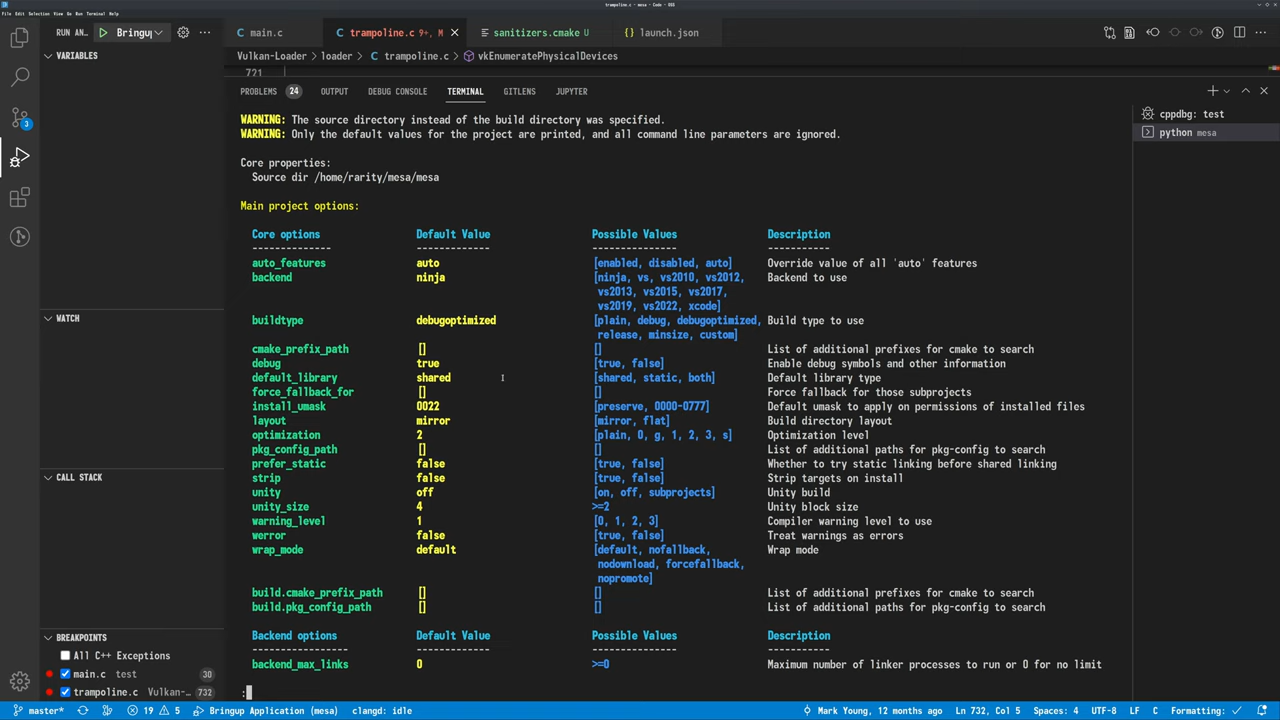 trampoline.c - mesa - Code - OSS
File Edit Selection View Go Run Terminal Help
RUN AN... Bringup
main.c
trampoline.c 9+, M
sanitizers.cmake U
launch.json
Vulkan-Loader > loader > trampoline.c > vkEnumeratePhysicalDevices
721
VARIABLES
PROBLEMS 24 OUTPUT DEBUG CONSOLE TERMINAL GITLENS JUPYTER
cppdbg: test
python mesa
WARNING: The source directory instead of the build directory was specified.
WARNING: Only the default values for the project are printed, and all command line parameters are ignored.
Core properties:
Source dir /home/rarity/mesa/mesa
Main project options:
Core options Default Value Possible Values Description
-------------- ------------- --------------- -----------
auto_features auto [enabled, disabled, auto] Override value of all 'auto' features
backend ninja [ninja, vs, vs2010, vs2012, Backend to use
vs2013, vs2015, vs2017,
vs2019, vs2022, xcode]
buildtype debugoptimized [plain, debug, debugoptimized, Build type to use
release, minsize, custom]
cmake_prefix_path [] [] List of additional prefixes for cmake to search
debug true [true, false] Enable debug symbols and other information
default_library shared [shared, static, both] Default library type
force_fallback_for [] [] Force fallback for those subprojects
install_umask 0022 [preserve, 0000-0777] Default umask to apply on permissions of installed files
layout mirror [mirror, flat] Build directory layout
optimization 2 [plain, 0, g, 1, 2, 3, s] Optimization level
pkg_config_path [] [] List of additional paths for pkg-config to search
prefer_static false [true, false] Whether to try static linking before shared linking
strip false [true, false] Strip targets on install
unity off [on, off, subprojects] Unity build
unity_size 4 >=2 Unity block size
warning_level 1 [0, 1, 2, 3] Compiler warning level to use
werror false [true, false] Treat warnings as errors
wrap_mode default [default, nofallback, Wrap mode
nodownload, forcefallback,
nopromote]
build.cmake_prefix_path [] [] List of additional prefixes for cmake to search
build.pkg_config_path [] [] List of additional paths for pkg-config to search
Backend options Default Value Possible Values Description
----------------- ------------- --------------- -----------
backend_max_links 0 >=0 Maximum number of linker processes to run or 0 for no limit
:
WATCH
CALL STACK
BREAKPOINTS
All C++ Exceptions
main.c test 30
trampoline.c Vulkan-... 732
3
master* 19 5 Bringup Application (mesa) clangd: idle
Mark Young, 12 months ago Ln 732, Col 5 Spaces: 4 UTF-8 LF C Formatting: